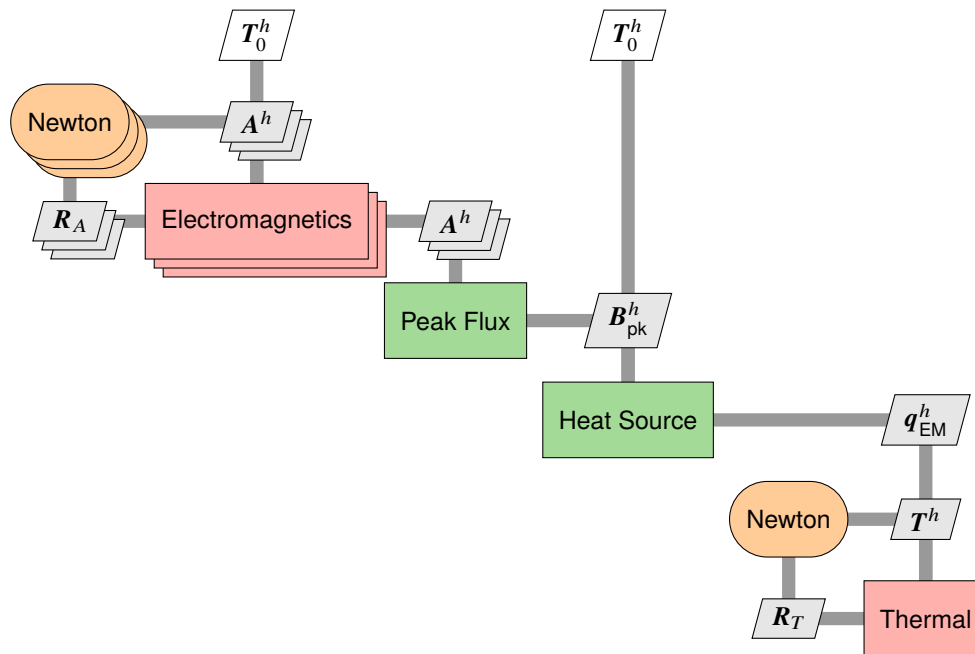 T_0^h
T_0^h
Newton
A^h
R_A
Electromagnetics
A^h
Peak Flux
B_pk^h
Heat Source
q_EM^h
Newton
T^h
R_T
Thermal